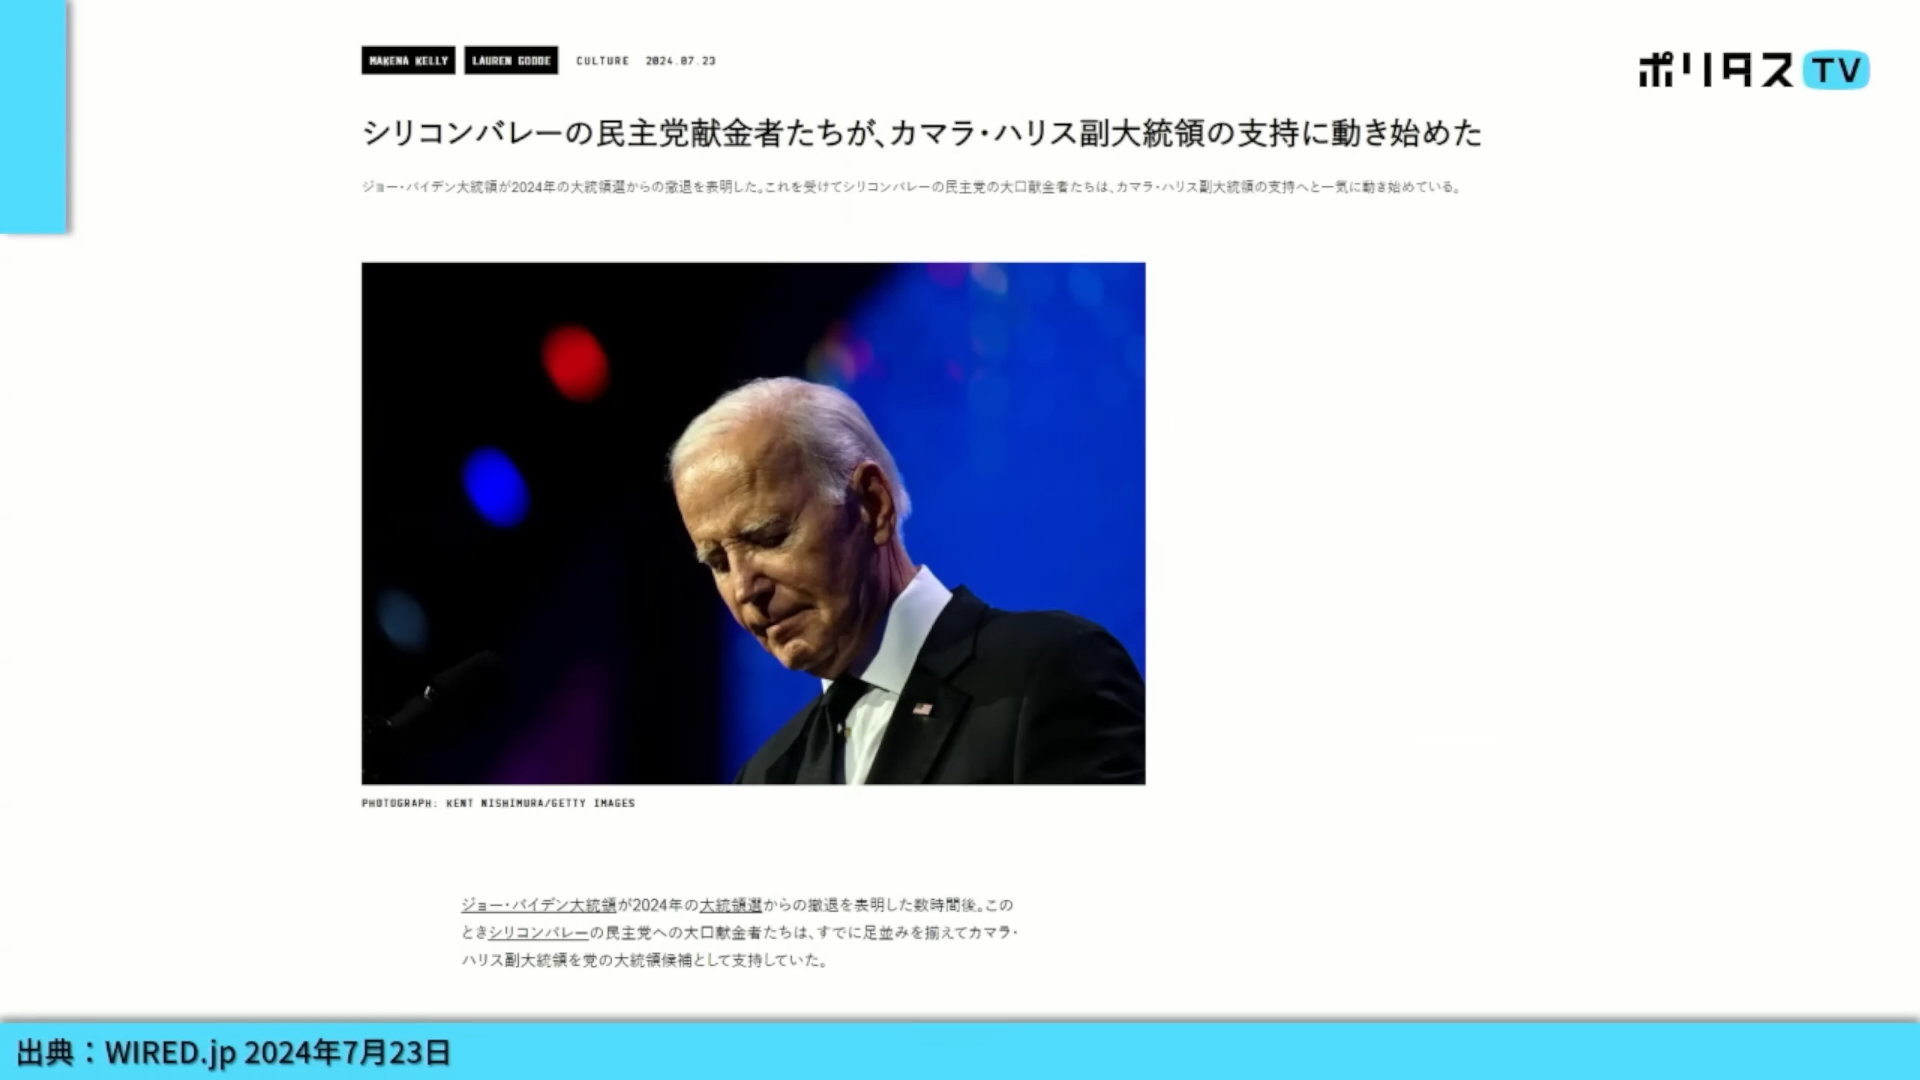 MAKENA KELLY LAUREN GOODE CULTURE 2024.07.23
ポリタスTV
シリコンバレーの民主党献金者たちが、カマラ・ハリス副大統領の支持に動き始めた
ジョー・バイデン大統領が2024年の大統領選からの撤退を表明した。これを受けてシリコンバレーの民主党の大口献金者たちは、カマラ・ハリス副大統領の支持へと一気に動き始めている。
PHOTOGRAPH: KENT NISHIMURA/GETTY IMAGES
ジョー・バイデン大統領が2024年の大統領選からの撤退を表明した数時間後。この
ときシリコンバレーの民主党への大口献金者たちは、すでに足並みを揃えてカマラ・
ハリス副大統領を党の大統領候補として支持していた。
出典：WIRED.jp 2024年7月23日